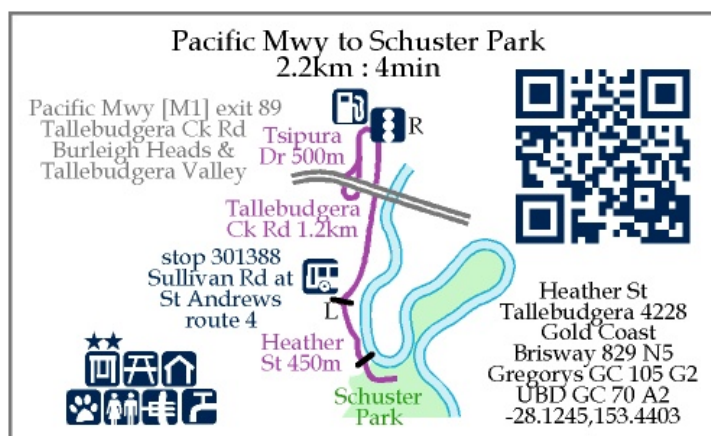 Pacific Mwy to Schuster Park
2.2km : 4min
Pacific Mwy [M1] exit 89
Tallebudgera Ck Rd
Burleigh Heads &
Tallebudgera Valley
Tsipura
Dr 500m
R
Tallebudgera
Ck Rd 1.2km
stop 301388
Sullivan Rd at
St Andrews
route 4
L
Heather
St 450m
Schuster
Park
Heather St
Tallebudgera 4228
Gold Coast
Brisway 829 N5
Gregorys GC 105 G2
UBD GC 70 A2
-28.1245,153.4403